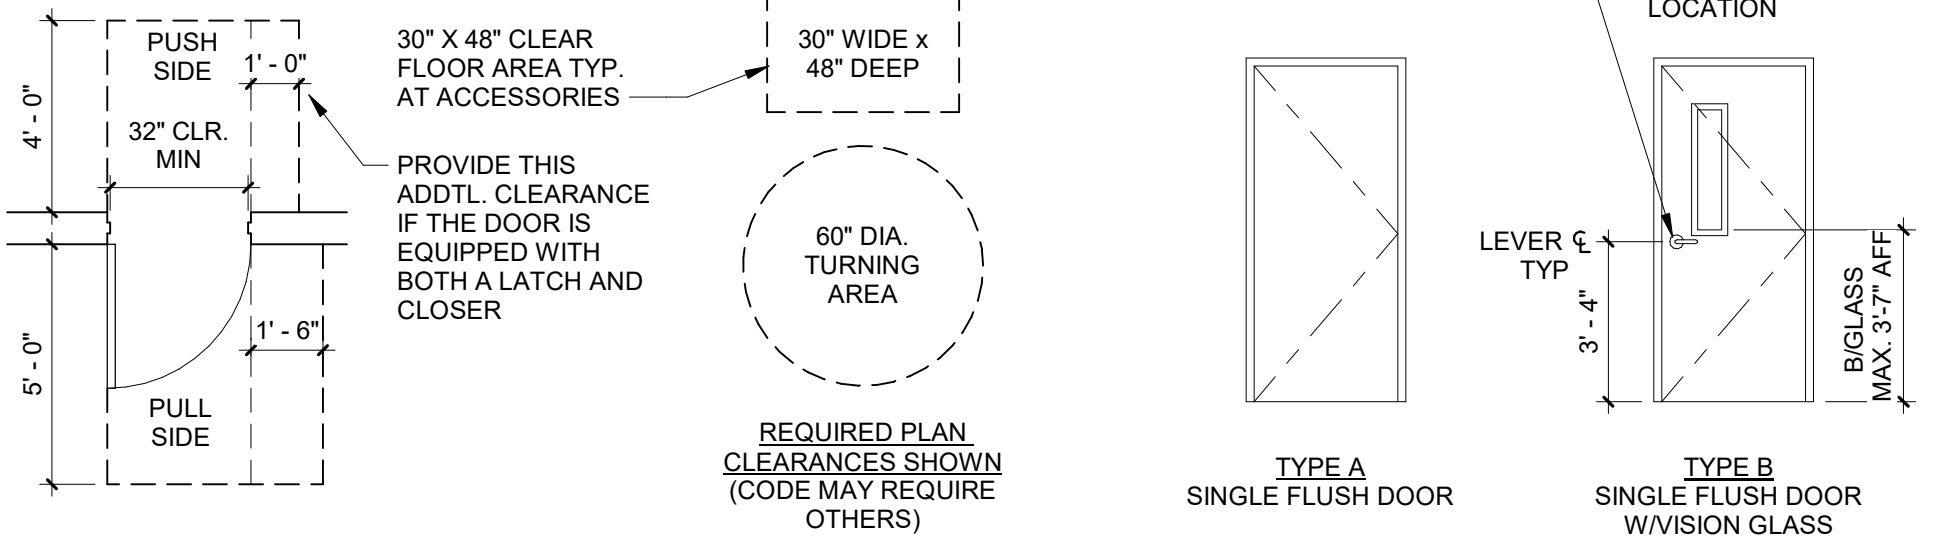 PUSH
SIDE
1' - 0"
4' - 0"
32" CLR.
MIN
5' - 0"
1' - 6"
PULL
SIDE
30" X 48" CLEAR
FLOOR AREA TYP.
AT ACCESSORIES
PROVIDE THIS
ADDTL. CLEARANCE
IF THE DOOR IS
EQUIPPED WITH
BOTH A LATCH AND
CLOSER
30" WIDE x
48" DEEP
60" DIA.
TURNING
AREA
REQUIRED PLAN
CLEARANCES SHOWN
(CODE MAY REQUIRE
OTHERS)
TYPE A
SINGLE FLUSH DOOR
LOCATION
LEVER ℄
TYP
3' - 4"
B/GLASS
MAX. 3'-7" AFF
TYPE B
SINGLE FLUSH DOOR
W/VISION GLASS